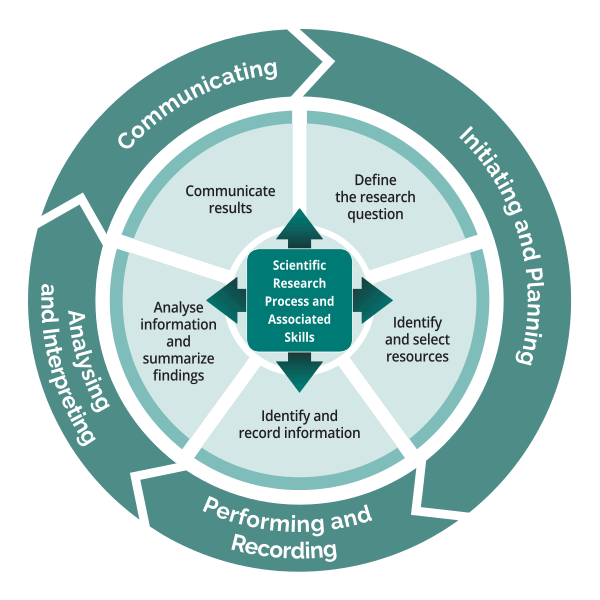 Communicating
Initiating and Planning
Performing and
Recording
Analysing
and Interpreting
Define
the research
question
Identify
and select
resources
Identify and
record information
Analyse
information
and
summarize
findings
Communicate
results
Scientific
Research
Process and
Associated
Skills